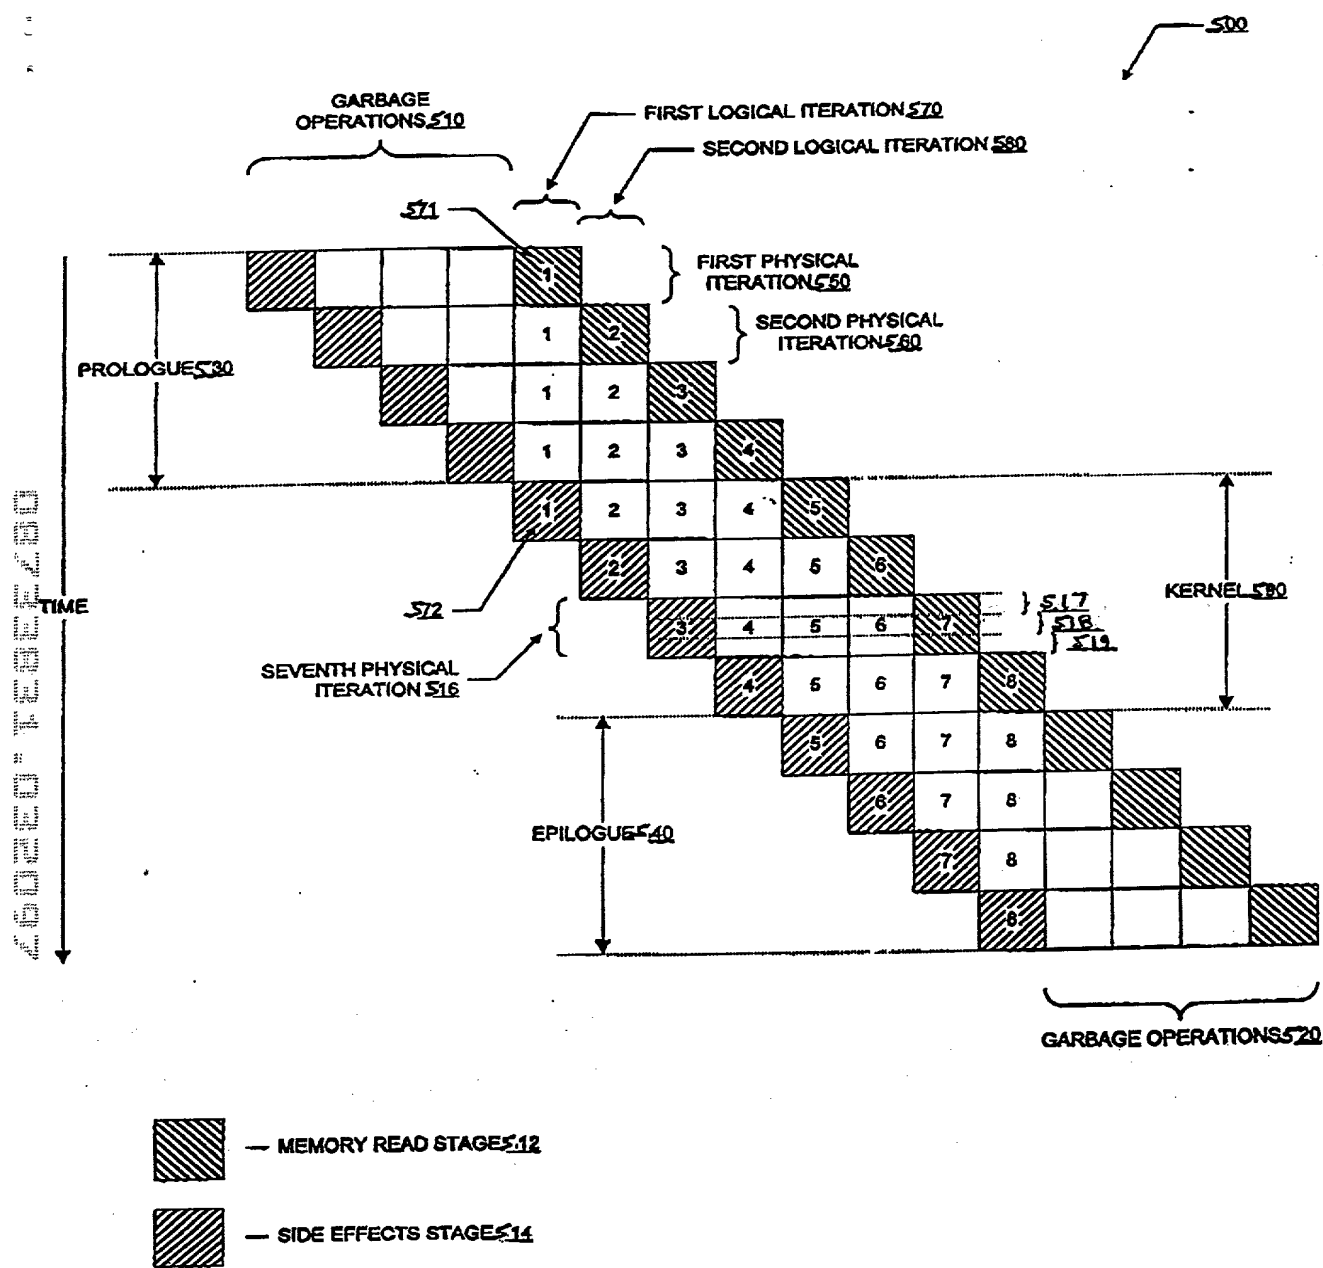 500
GARBAGE
OPERATIONS 510
FIRST LOGICAL ITERATION 570
SECOND LOGICAL ITERATION 580
571
1
FIRST PHYSICAL
ITERATION 550
1 2
SECOND PHYSICAL
ITERATION 560
PROLOGUE 530
1 2 3
1 2 3 4
1 2 3 4 5
2 3 4 5 6
572
TIME
KERNEL 590
3 4 5 6 7
517
518
519
SEVENTH PHYSICAL
ITERATION 516
4 5 6 7 8
5 6 7 8
6 7 8
EPILOGUE 540
7 8
8
GARBAGE OPERATIONS 520
— MEMORY READ STAGE 512
— SIDE EFFECTS STAGE 514